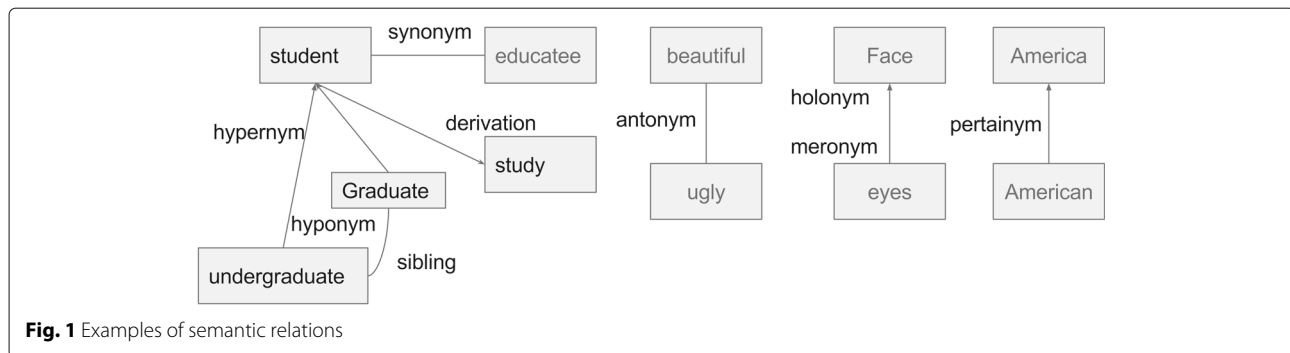 synonym
student
educatee
beautiful
Face
America
hypernym
derivation
antonym
holonym
pertainym
meronym
study
Graduate
ugly
eyes
American
hyponym
sibling
undergraduate
Fig. 1 Examples of semantic relations